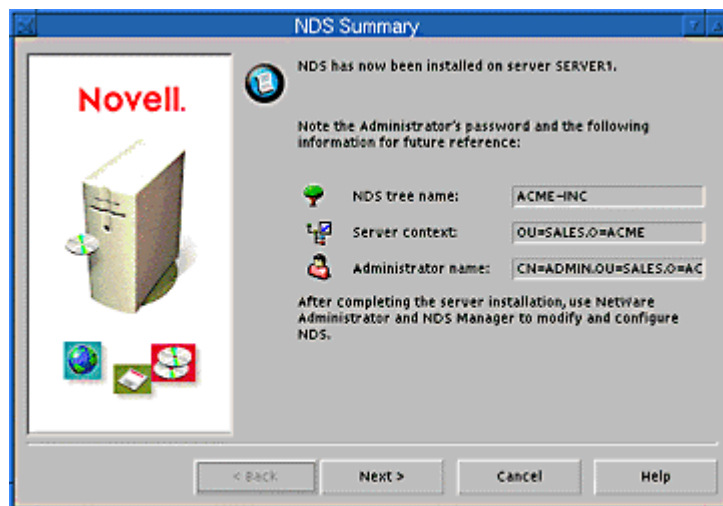 NDS Summary
Novell.
NDS has now been installed on server SERVER1.
Note the Administrator's password and the following
information for future reference:
NDS tree name: ACME-INC
Server context: OU=SALES.O=ACME
Administrator name: CN=ADMIN.OU=SALES.O=AC
After completing the server installation, use NetWare
Administrator and NDS Manager to modify and configure
NDS.
< Back Next > Cancel Help